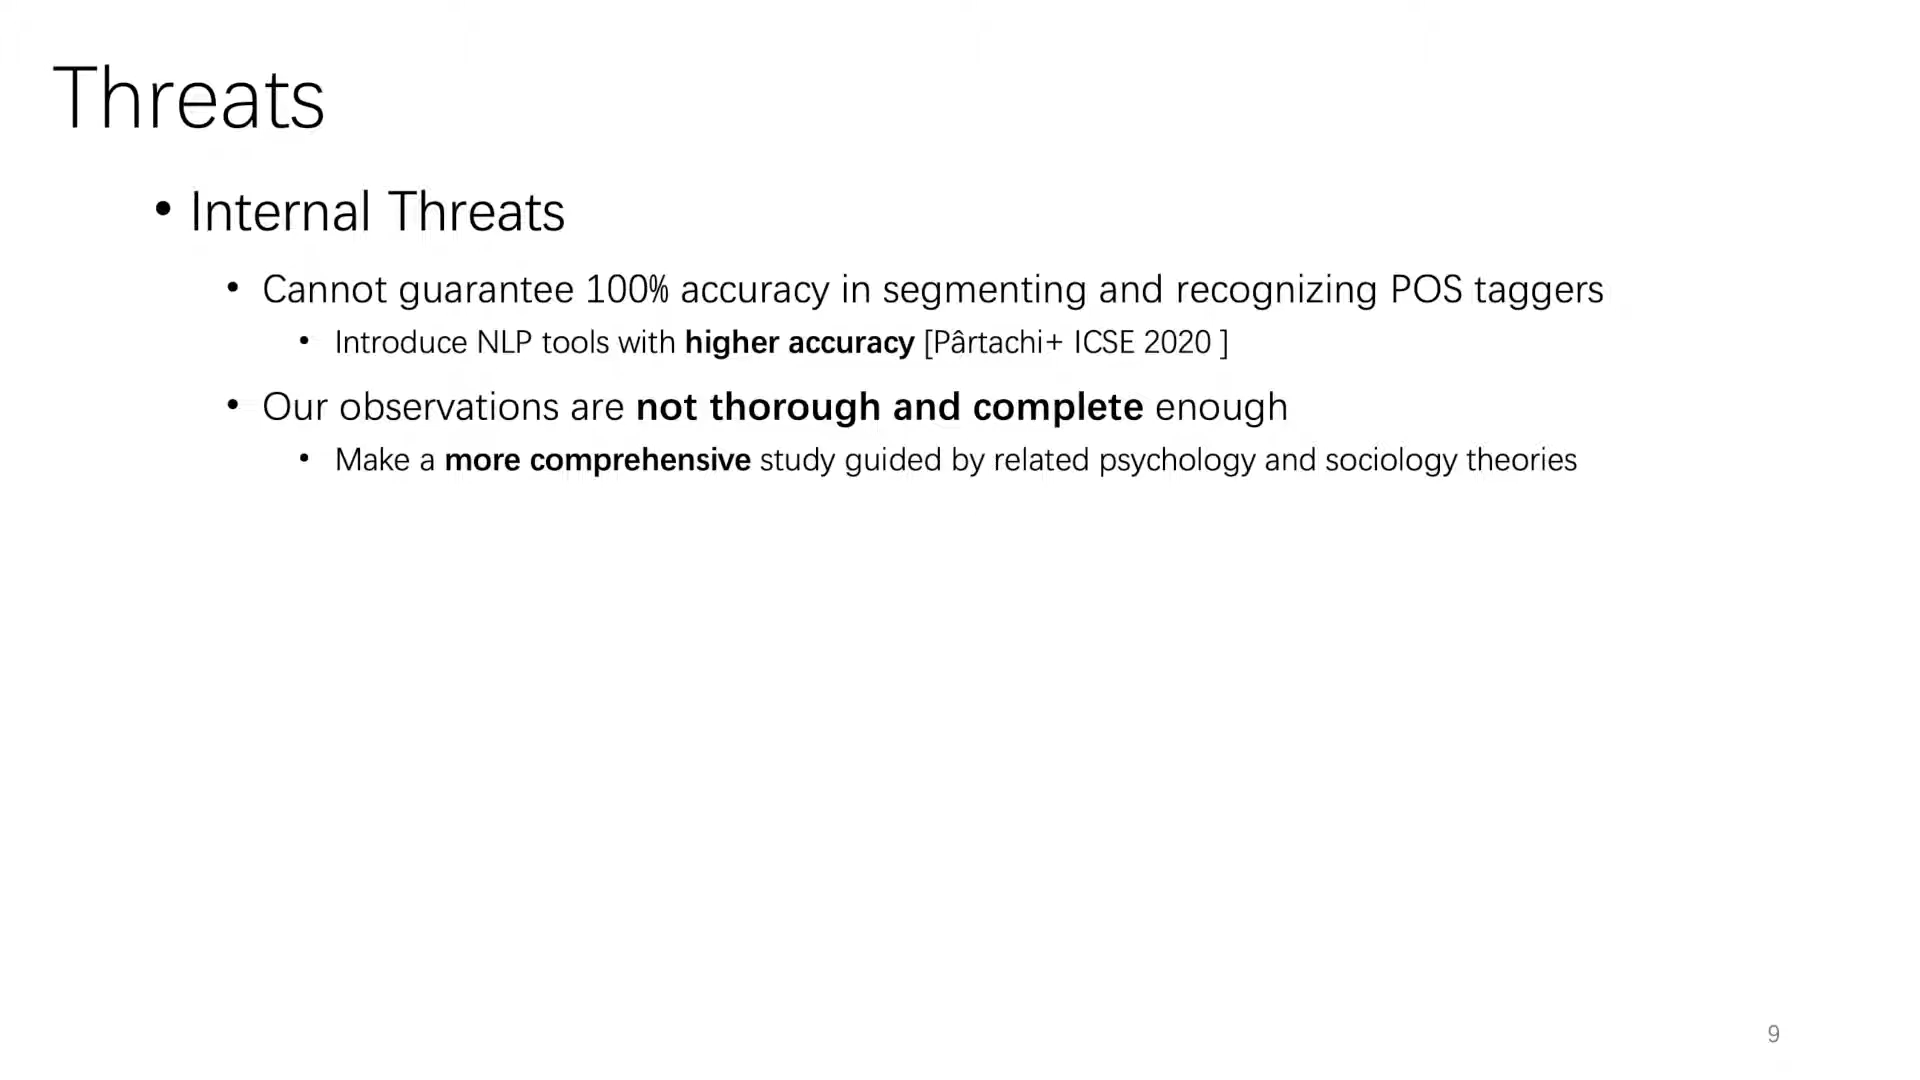 Threats
• Internal Threats
• Cannot guarantee 100% accuracy in segmenting and recognizing POS taggers
• Introduce NLP tools with higher accuracy [Pârtachi+ ICSE 2020 ]
• Our observations are not thorough and complete enough
• Make a more comprehensive study guided by related psychology and sociology theories
9